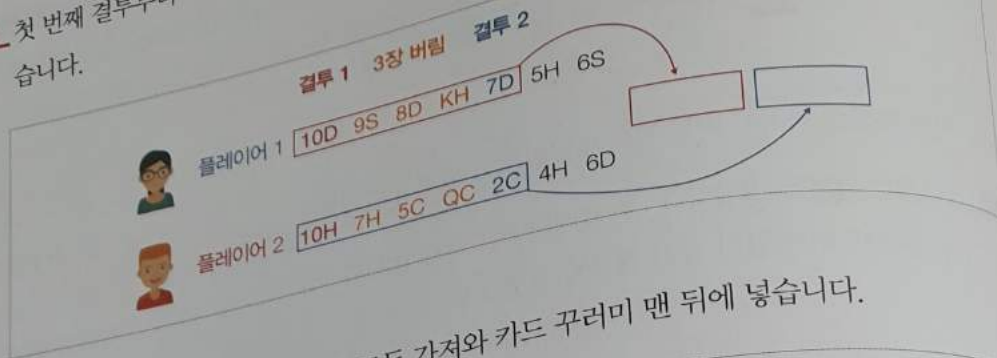 첫 번째
습니다.
결투 1 3장 버림 결투 2
플레이어 1 10D 9S 8D KH 7D 5H 6S
플레이어 2 10H 7H 5C QC 2C 4H 6D
가져와 카드 꾸러미 맨 뒤에 넣습니다.